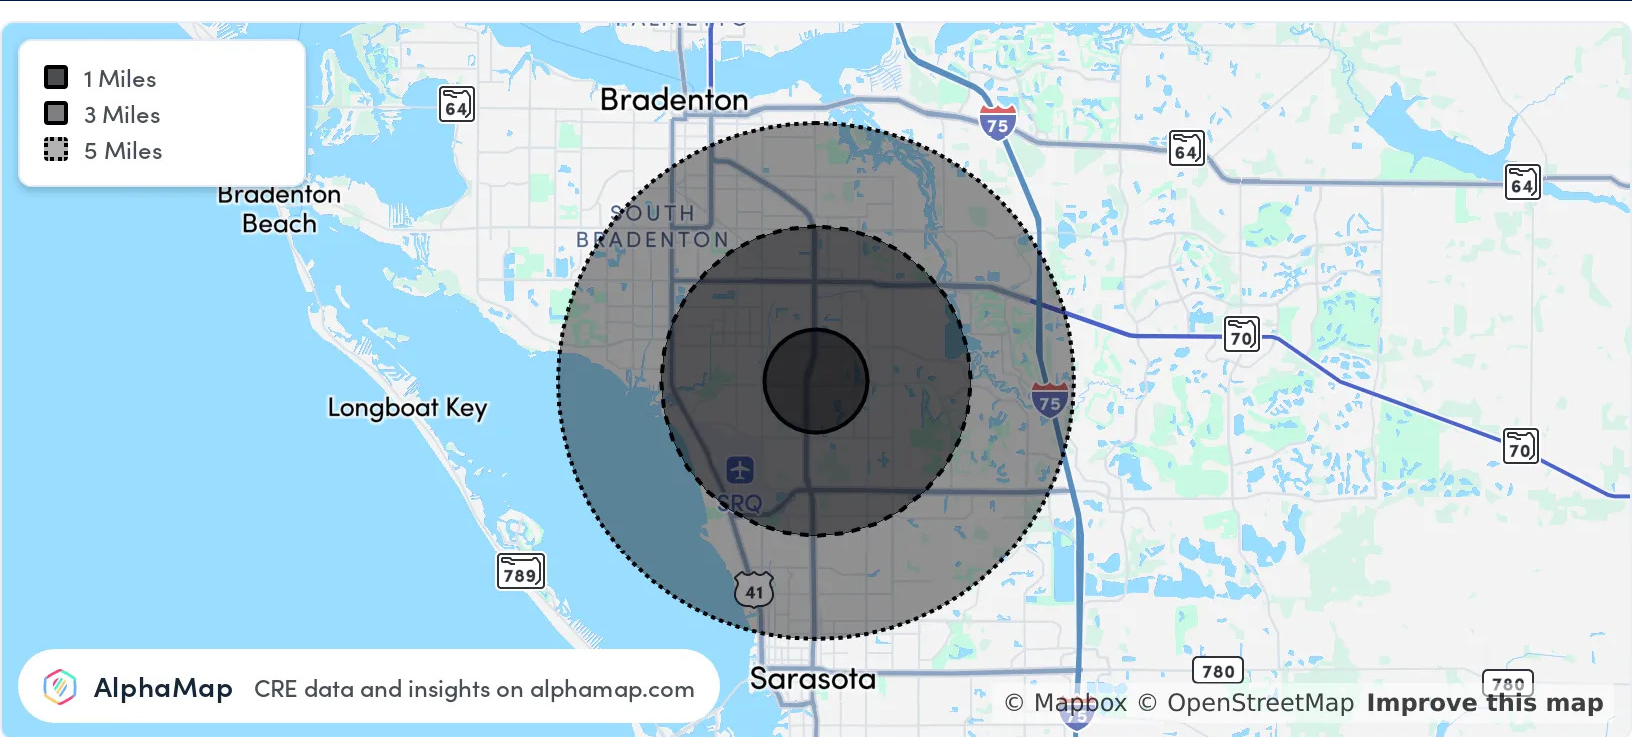 PALMETTO
1 Miles
3 Miles
5 Miles
64
Bradenton
75
64
64
Bradenton
Beach
SOUTH
BRADENTON
70
Longboat Key
75
70
SRQ
789
41
780
Sarasota
780
AlphaMap CRE data and insights on alphamap.com
© Mapbox © OpenStreetMap Improve this map
75